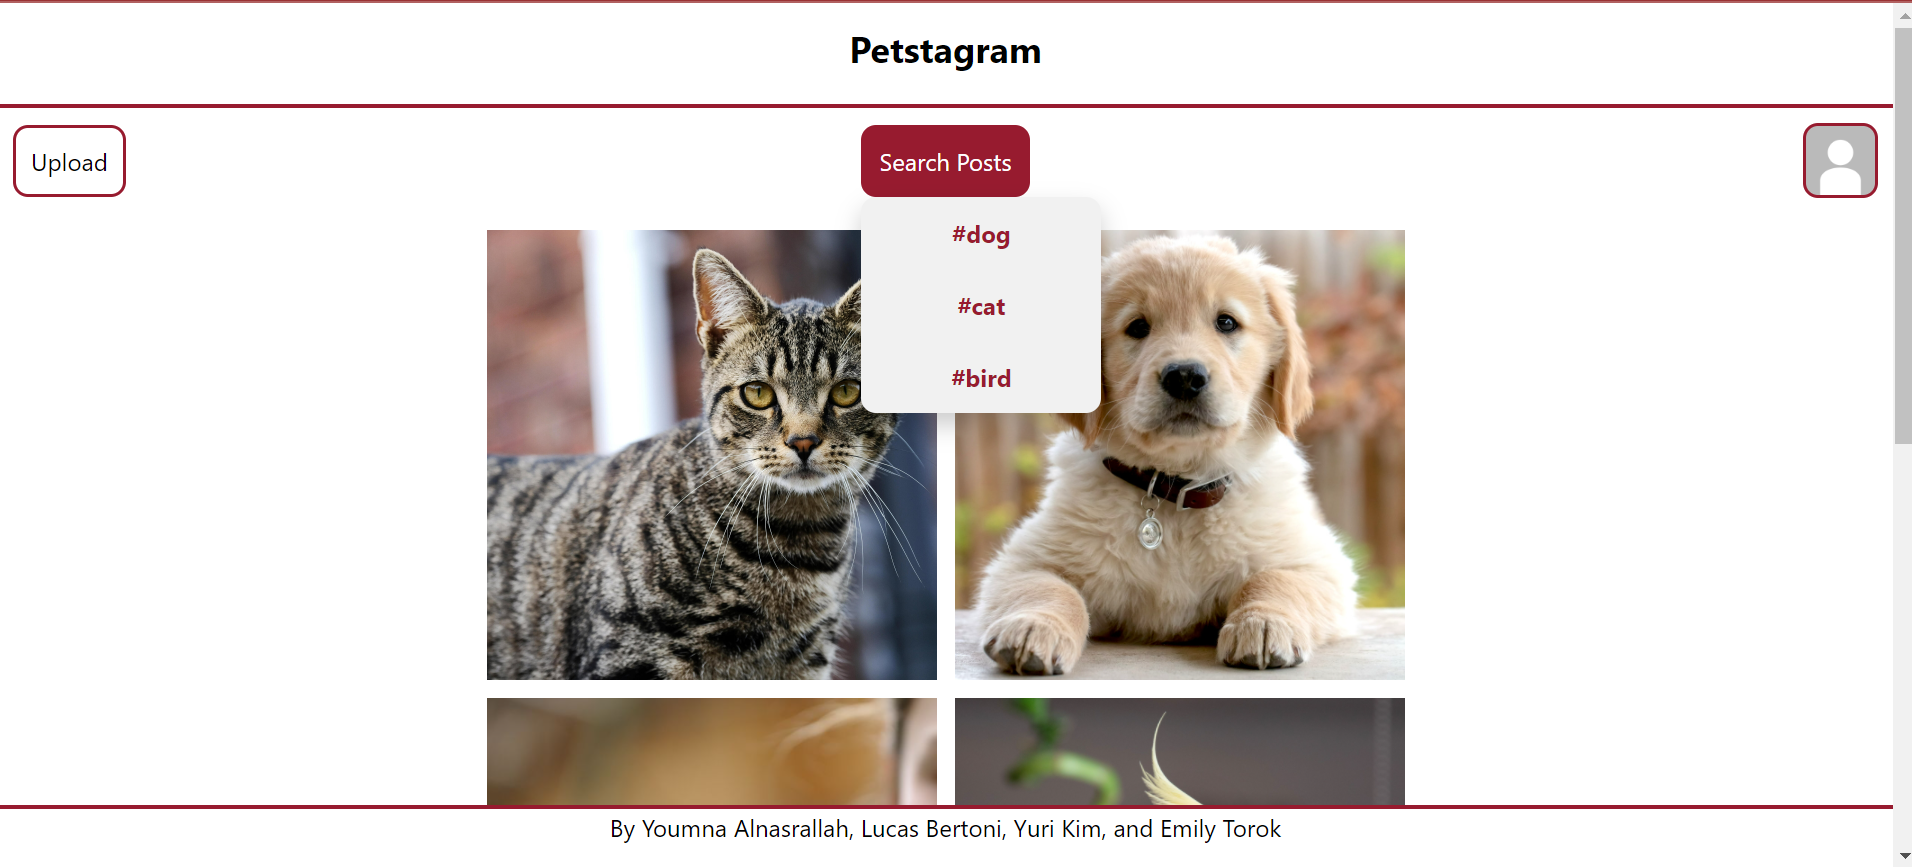 Petstagram
Upload
Search Posts
#dog
#cat
#bird
By Youmna Alnasrallah, Lucas Bertoni, Yuri Kim, and Emily Torok